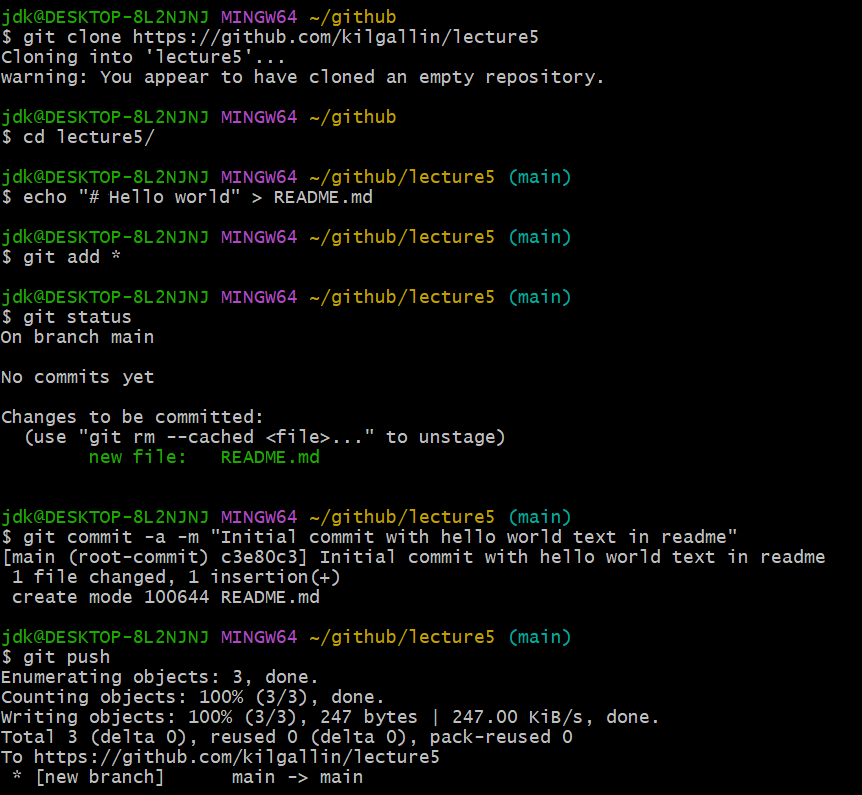 jdk@DESKTOP-8L2NJNJ MINGW64 ~/github
$ git clone https://github.com/kilgallin/lecture5
Cloning into 'lecture5'...
warning: You appear to have cloned an empty repository.

jdk@DESKTOP-8L2NJNJ MINGW64 ~/github
$ cd lecture5/

jdk@DESKTOP-8L2NJNJ MINGW64 ~/github/lecture5 (main)
$ echo "# Hello world" > README.md

jdk@DESKTOP-8L2NJNJ MINGW64 ~/github/lecture5 (main)
$ git add *

jdk@DESKTOP-8L2NJNJ MINGW64 ~/github/lecture5 (main)
$ git status
On branch main

No commits yet

Changes to be committed:
  (use "git rm --cached <file>..." to unstage)
        new file:   README.md


jdk@DESKTOP-8L2NJNJ MINGW64 ~/github/lecture5 (main)
$ git commit -a -m "Initial commit with hello world text in readme"
[main (root-commit) c3e80c3] Initial commit with hello world text in readme
 1 file changed, 1 insertion(+)
 create mode 100644 README.md

jdk@DESKTOP-8L2NJNJ MINGW64 ~/github/lecture5 (main)
$ git push
Enumerating objects: 3, done.
Counting objects: 100% (3/3), done.
Writing objects: 100% (3/3), 247 bytes | 247.00 KiB/s, done.
Total 3 (delta 0), reused 0 (delta 0), pack-reused 0
To https://github.com/kilgallin/lecture5
 * [new branch]      main -> main